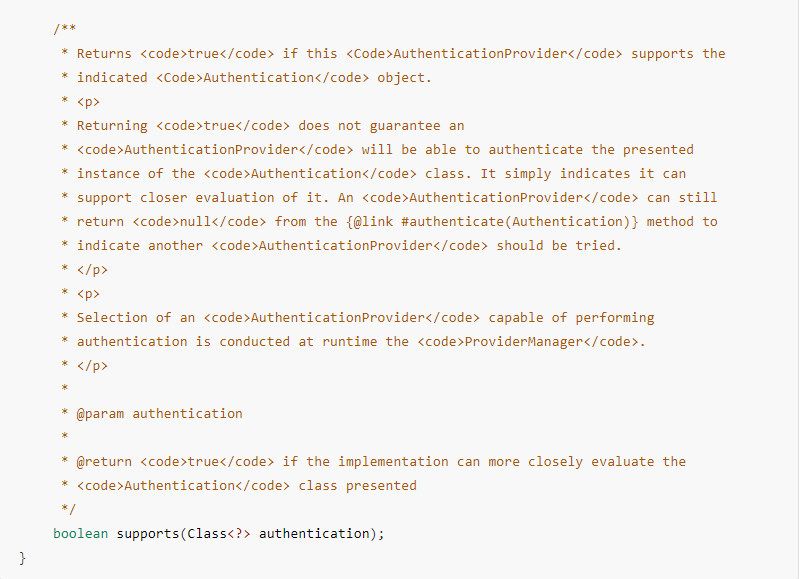 /**
* Returns <code>true</code> if this <Code>AuthenticationProvider</code> supports the
* indicated <Code>Authentication</code> object.
* <p>
* Returning <code>true</code> does not guarantee an
* <code>AuthenticationProvider</code> will be able to authenticate the presented
* instance of the <code>Authentication</code> class. It simply indicates it can
* support closer evaluation of it. An <code>AuthenticationProvider</code> can still
* return <code>null</code> from the {@link #authenticate(Authentication)} method to
* indicate another <code>AuthenticationProvider</code> should be tried.
* </p>
* <p>
* Selection of an <code>AuthenticationProvider</code> capable of performing
* authentication is conducted at runtime the <code>ProviderManager</code>.
* </p>
*
* @param authentication
*
* @return <code>true</code> if the implementation can more closely evaluate the
* <code>Authentication</code> class presented
*/
boolean supports(Class<?> authentication);
}